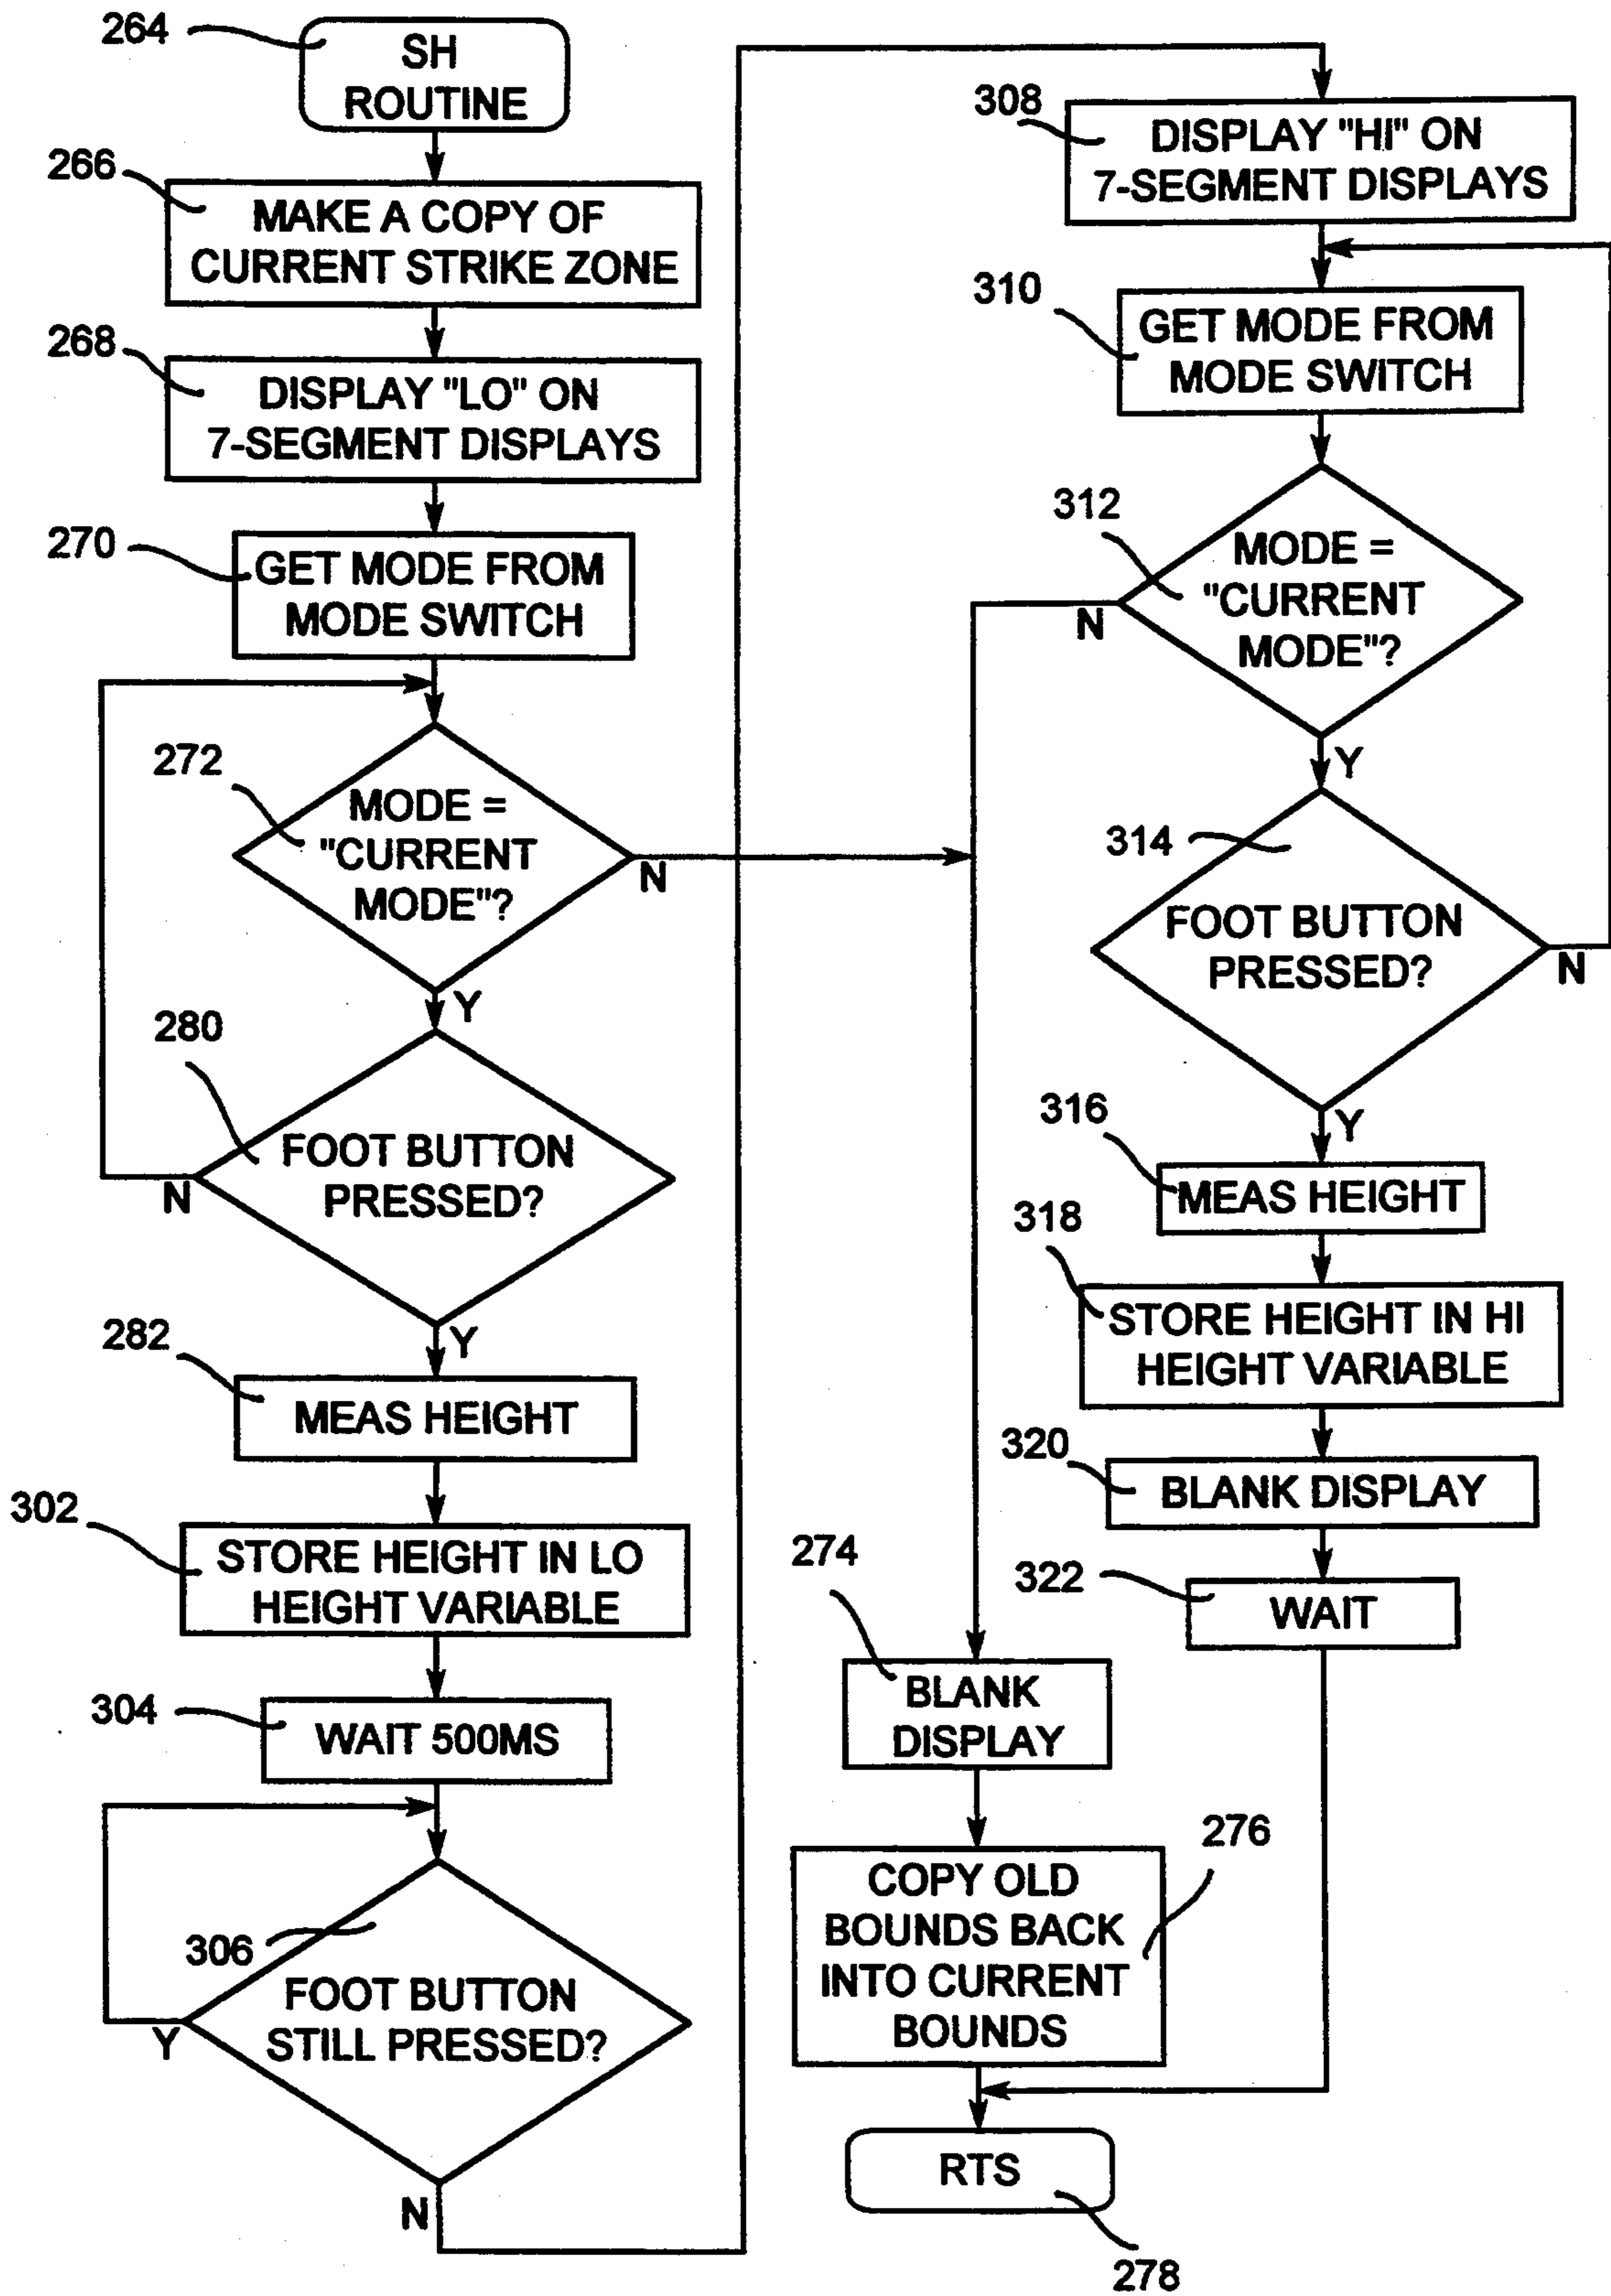 264
SH
ROUTINE
266
MAKE A COPY OF
CURRENT STRIKE ZONE
268
DISPLAY "LO" ON
7-SEGMENT DISPLAYS
270
GET MODE FROM
MODE SWITCH
272
MODE =
"CURRENT
MODE"?
N
Y
280
FOOT BUTTON
PRESSED?
N
Y
282
MEAS HEIGHT
302
STORE HEIGHT IN LO
HEIGHT VARIABLE
304
WAIT 500MS
306
FOOT BUTTON
STILL PRESSED?
Y
N
308
DISPLAY "HI" ON
7-SEGMENT DISPLAYS
310
GET MODE FROM
MODE SWITCH
312
MODE =
"CURRENT
MODE"?
N
Y
314
FOOT BUTTON
PRESSED?
N
Y
316
MEAS HEIGHT
318
STORE HEIGHT IN HI
HEIGHT VARIABLE
320
BLANK DISPLAY
322
WAIT
274
BLANK
DISPLAY
276
COPY OLD
BOUNDS BACK
INTO CURRENT
BOUNDS
RTS
278